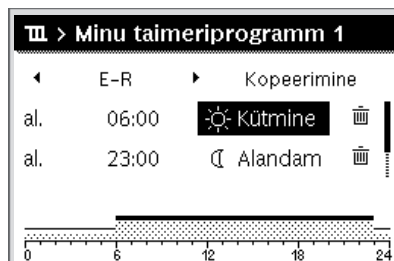 > Minu taimeriprogramm 1
E-R Kopeerimine
al. 06:00 Kütmine
al. 23:00 Alandam
0 6 12 18 24